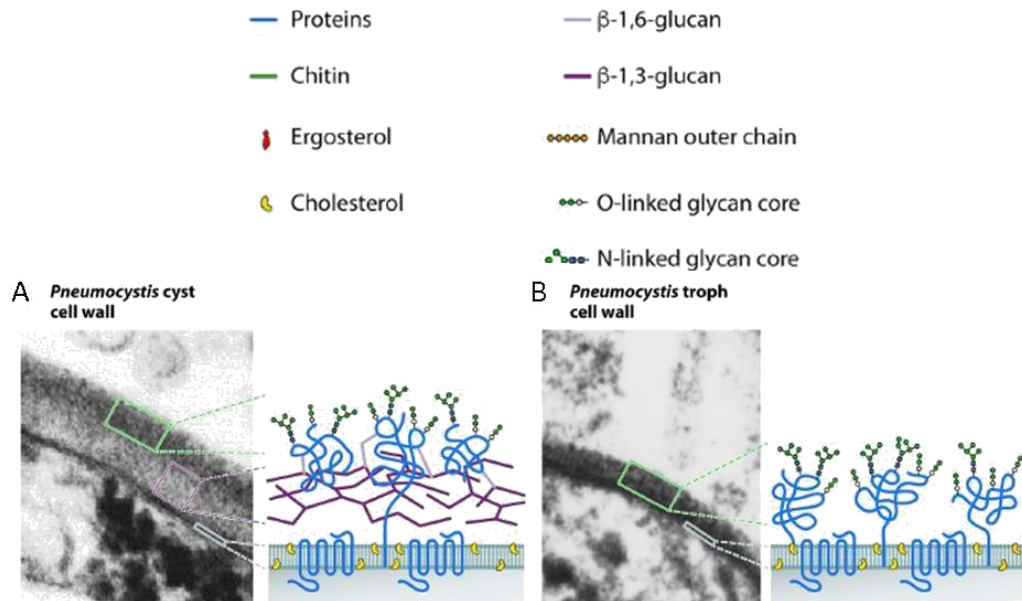 Proteins
β-1,6-glucan
Chitin
β-1,3-glucan
Ergosterol
Mannan outer chain
Cholesterol
O-linked glycan core
N-linked glycan core
A Pneumocystis cyst
cell wall
B Pneumocystis troph
cell wall